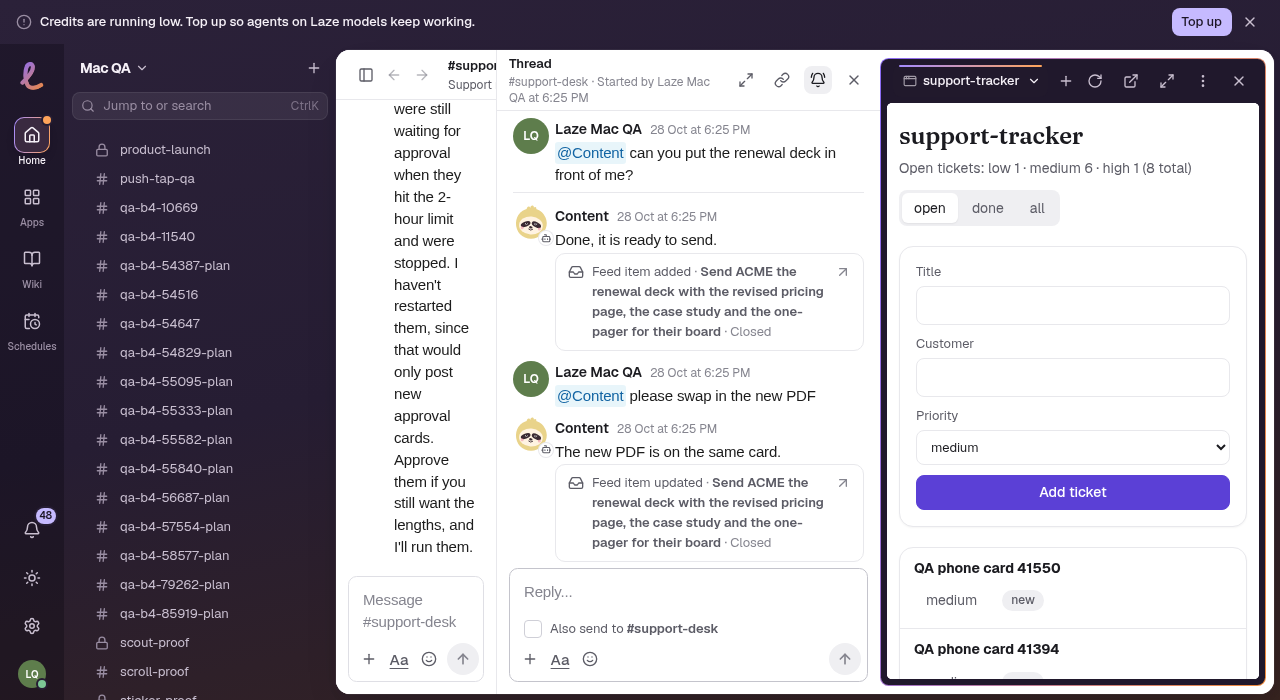 Credits are running low. Top up so agents on Laze models keep working.
Top up
Mac QA
Jump to or search
CtrlK
Home
Apps
Wiki
Schedules
48
LQ
product-launch
push-tap-qa
qa-b4-10669
qa-b4-11540
qa-b4-54387-plan
qa-b4-54516
qa-b4-54647
qa-b4-54829-plan
qa-b4-55095-plan
qa-b4-55333-plan
qa-b4-55582-plan
qa-b4-55840-plan
qa-b4-56687-plan
qa-b4-57554-plan
qa-b4-58577-plan
qa-b4-79262-plan
qa-b4-85919-plan
scout-proof
scroll-proof
sticker-proof
#suppor
Support
were still
waiting for
approval
when they
hit the 2-
hour limit
and were
stopped. I
haven't
restarted
them, since
that would
only post
new
approval
cards.
Approve
them if you
still want the
lengths, and
I'll run them.
Message
#support-desk
Aa
Thread
#support-desk · Started by Laze Mac
QA at 6:25 PM
LQ
Laze Mac QA 28 Oct at 6:25 PM
@Content can you put the renewal deck in
front of me?
Content 28 Oct at 6:25 PM
Done, it is ready to send.
Feed item added · Send ACME the
renewal deck with the revised pricing
page, the case study and the one-
pager for their board · Closed
LQ
Laze Mac QA 28 Oct at 6:25 PM
@Content please swap in the new PDF
Content 28 Oct at 6:25 PM
The new PDF is on the same card.
Feed item updated · Send ACME the
renewal deck with the revised pricing
page, the case study and the one-
pager for their board · Closed
Reply...
Also send to #support-desk
Aa
support-tracker
support-tracker
Open tickets: low 1 · medium 6 · high 1 (8 total)
open done all
Title
Customer
Priority
medium
Add ticket
QA phone card 41550
medium new
QA phone card 41394